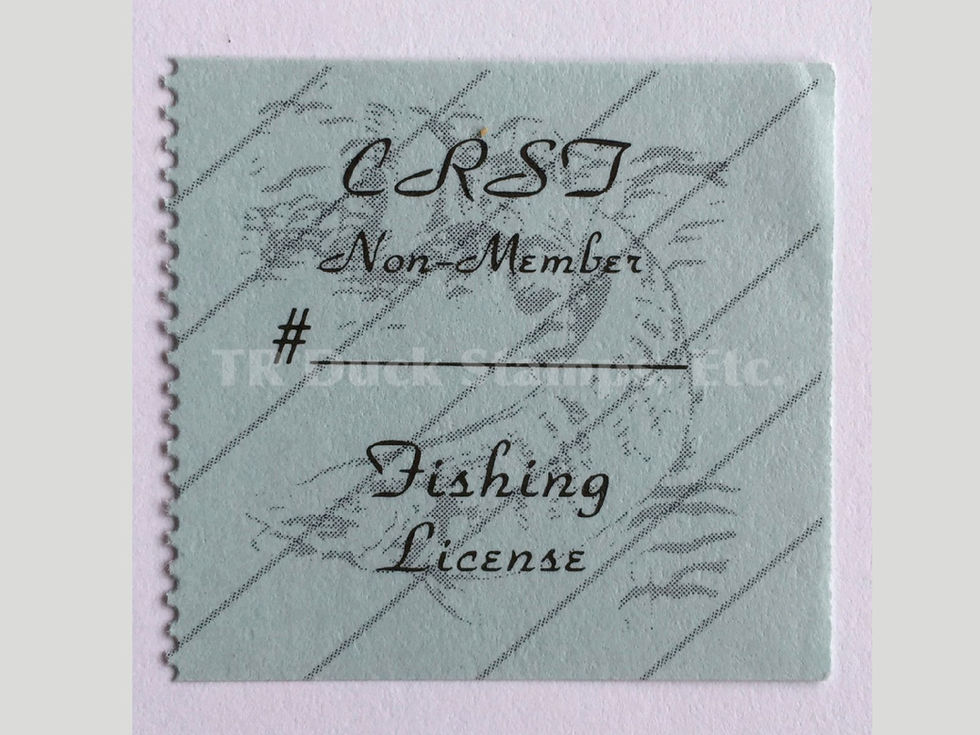 CRST
Non-Member
#
TR Duck Stamps, Etc.
Fishing
License